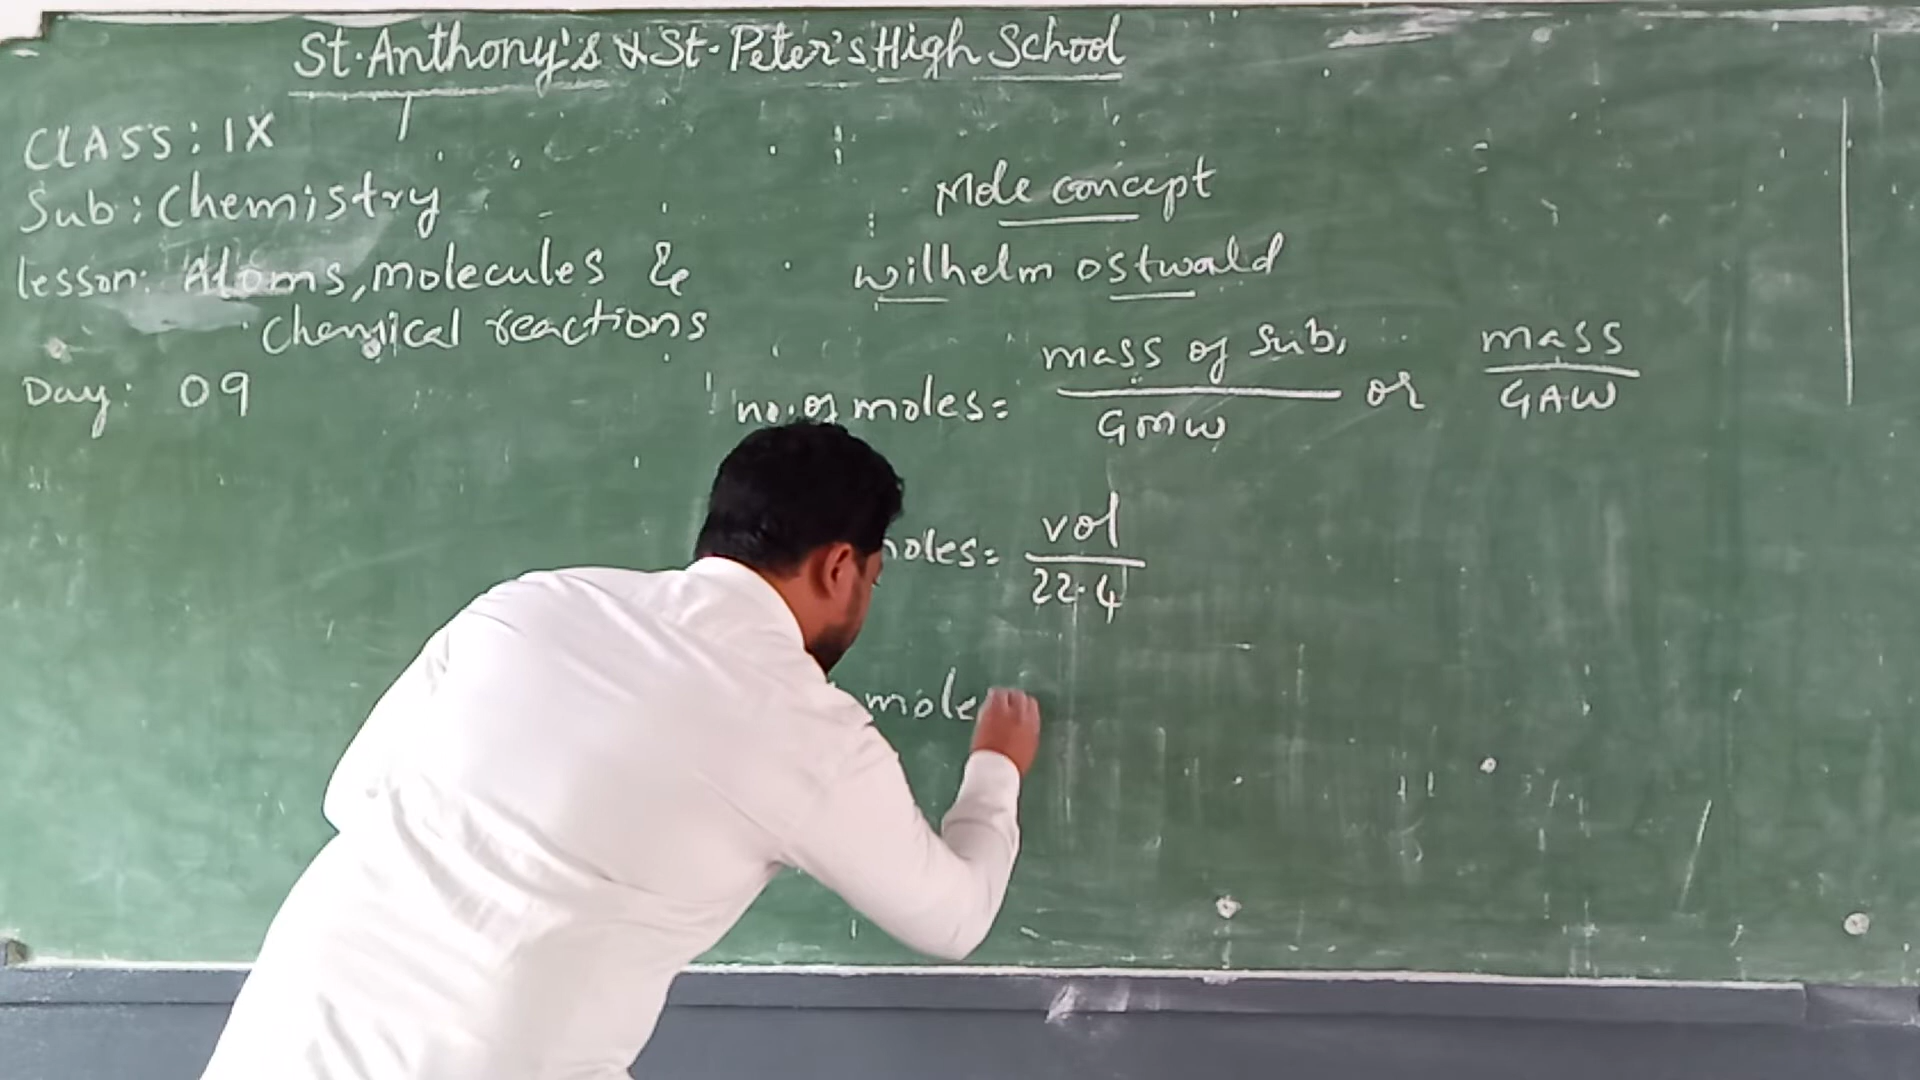 St. Anthony's & St. Peter's High School
CLASS: IX
Sub: Chemistry
lesson: Atoms, molecules &
Chemical reactions
Day: 09
Mole concept
wilhelm ostwald
no. of moles = mass of Sub. or mass
GMW GAW
moles = vol
22.4
mole